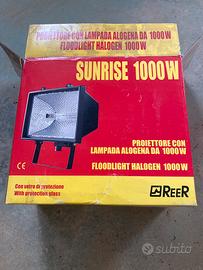 PROIETTORE CON LAMPADA ALOGENA DA 1000W
FLOODLIGHT HALOGEN 1000W
SUNRISE 1000W
PROIETTORE CON
LAMPADA ALOGENA DA 1000W
FLOODLIGHT HALOGEN 1000W
CE
Con vetro di protezione
With protection glass
REER
subito